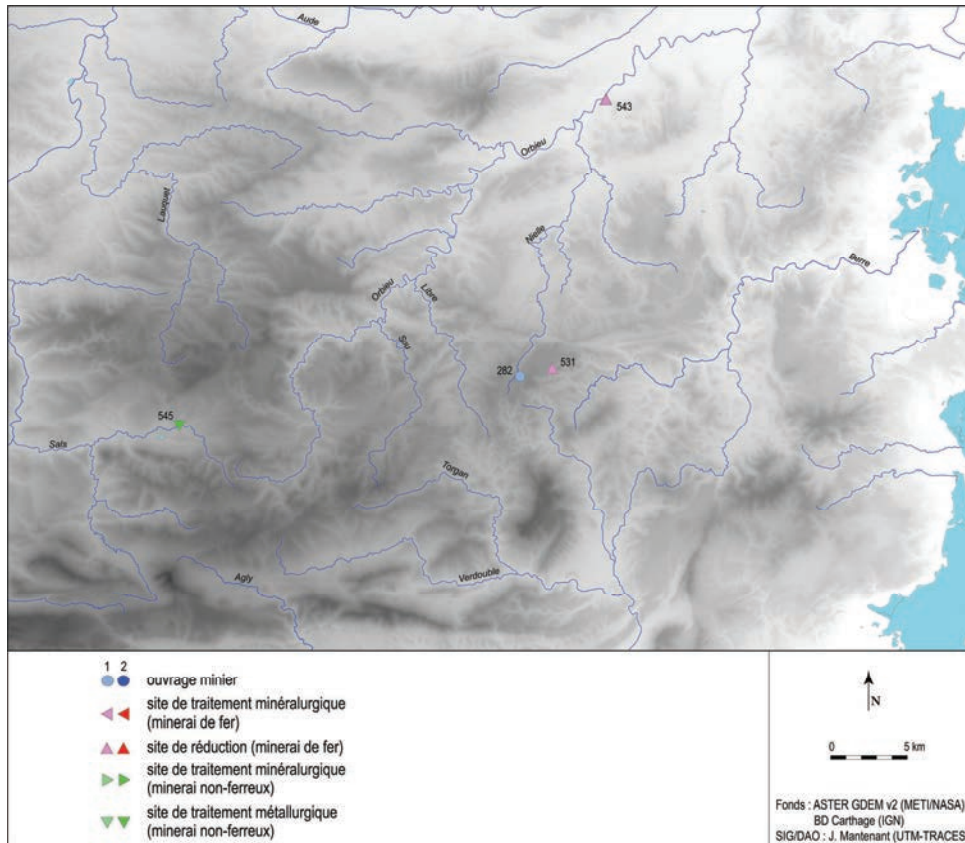 Aude
543
Orbieu
Lauquet
Nielle
Berre
Orbieu
Libre
Sou
282
531
545
Sals
Torgan
Agly
Verdouble
1 2
ouvrage minier
site de traitement minéralurgique
(minerai de fer)
site de réduction (minerai de fer)
site de traitement minéralurgique
(minerai non-ferreux)
site de traitement métallurgique
(minerai non-ferreux)
N
0 5 km
Fonds : ASTER GDEM v2 (METI/NASA)
BD Carthage (IGN)
SIG/DAO : J. Mantenant (UTM-TRACES